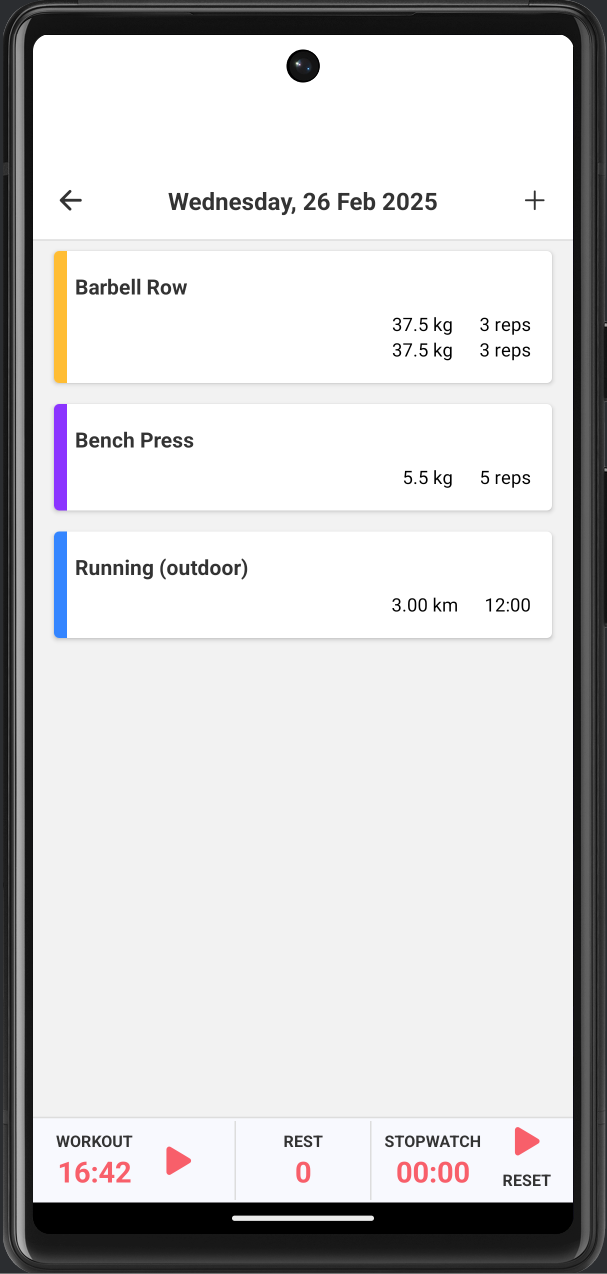 Wednesday, 26 Feb 2025
Barbell Row
37.5 kg 3 reps
37.5 kg 3 reps
Bench Press
5.5 kg 5 reps
Running (outdoor)
3.00 km 12:00
WORKOUT
16:42
REST
0
STOPWATCH
00:00
RESET